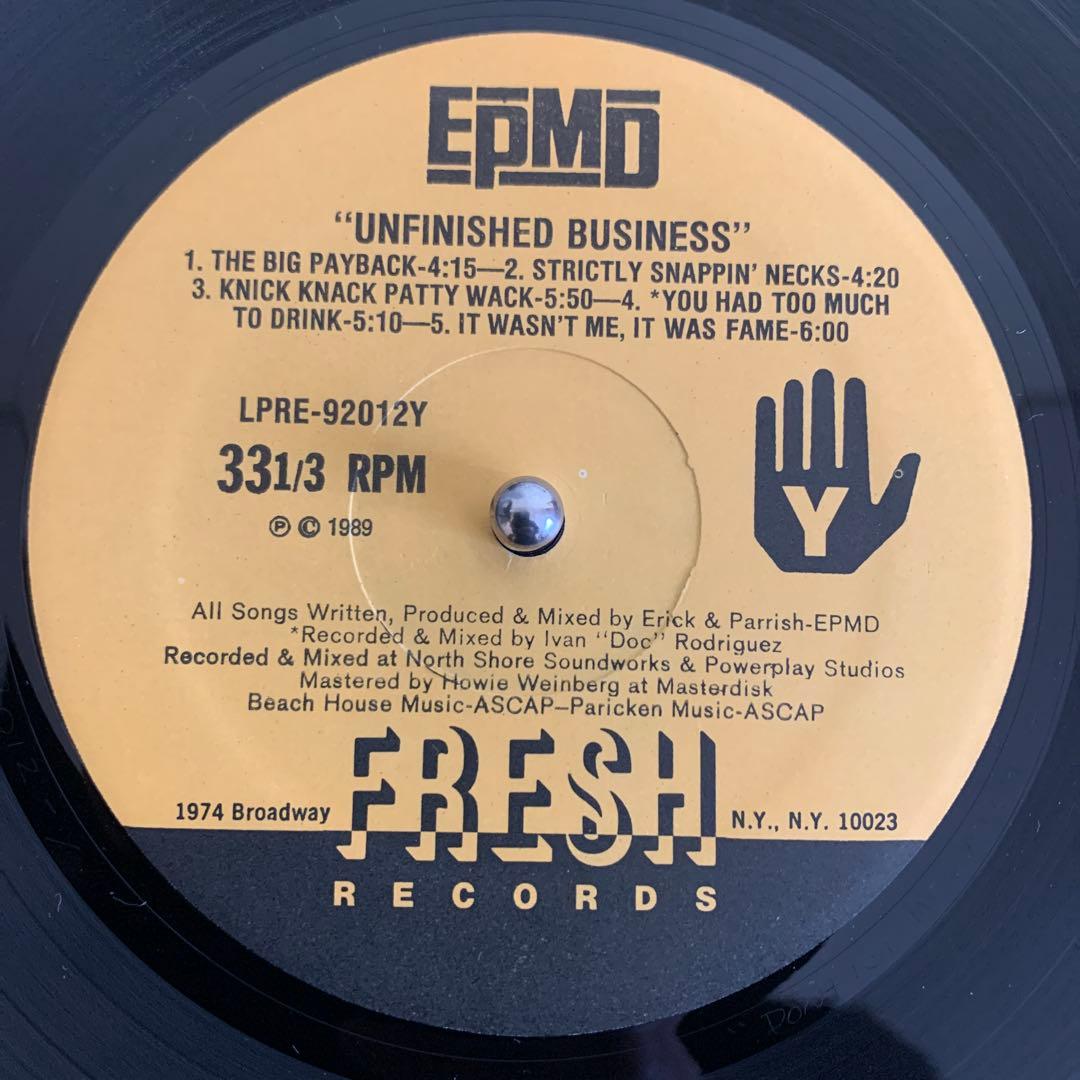 EPMD
“UNFINISHED BUSINESS”
1. THE BIG PAYBACK-4:15—2. STRICTLY SNAPPIN’ NECKS-4:20
3. KNICK KNACK PATTY WACK-5:50—4. *YOU HAD TOO MUCH
TO DRINK-5:10—5. IT WASN’T ME, IT WAS FAME-6:00
LPRE-92012Y
33 1/3 RPM
Ⓟ © 1989
Y
All Songs Written, Produced & Mixed by Erick & Parrish-EPMD
*Recorded & Mixed by Ivan “Doc” Rodriguez
Recorded & Mixed at North Shore Soundworks & Powerplay Studios
Mastered by Howie Weinberg at Masterdisk
Beach House Music-ASCAP—Paricken Music-ASCAP
FRESH
1974 Broadway
N.Y., N.Y. 10023
RECORDS